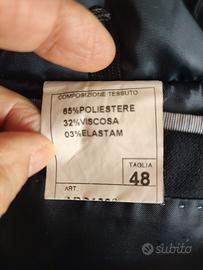 COMPOSIZIONE TESSUTO
65%POLIESTERE
32%VISCOSA
03%ELASTAM
TAGLIA
48
ART.
subito